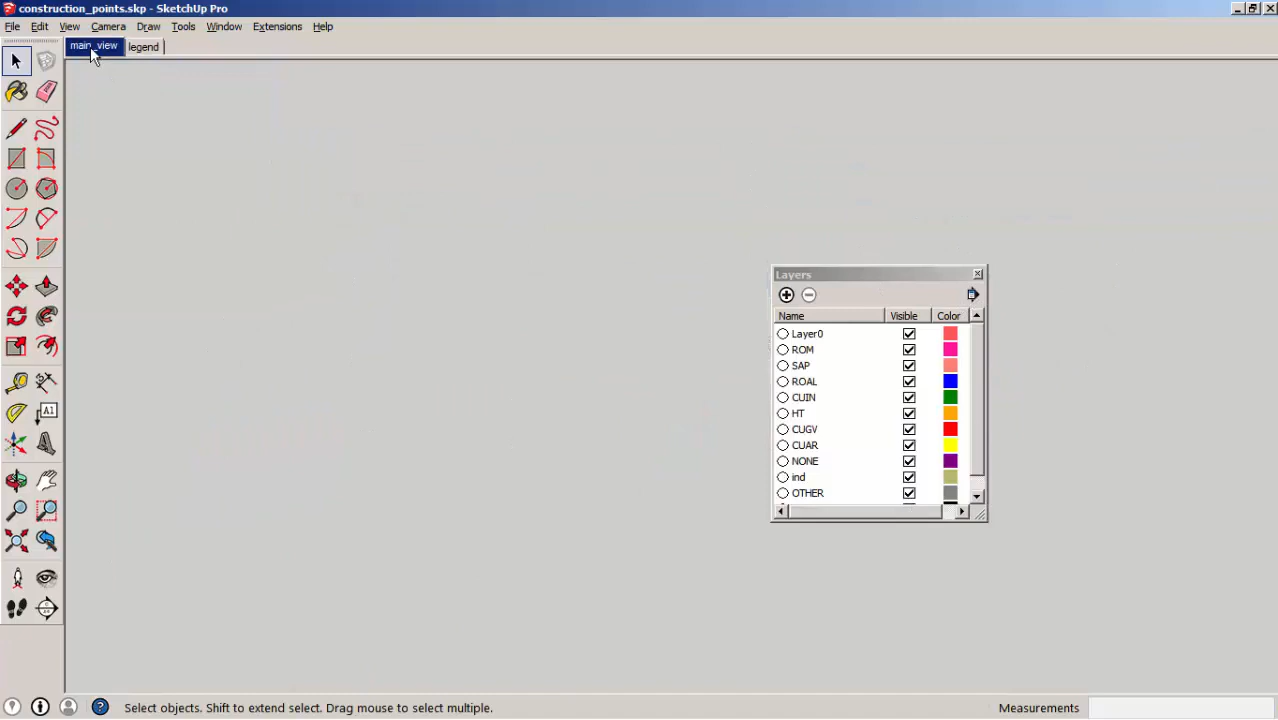 construction_points.skp - SketchUp Pro
File Edit View Camera Draw Tools Window Extensions Help
main_view legend
A1
Layers
Name Visible Color
Layer0
ROM
SAP
ROAL
CUIN
HT
CUGV
CUAR
NONE
ind
OTHER
Select objects. Shift to extend select. Drag mouse to select multiple.
Measurements